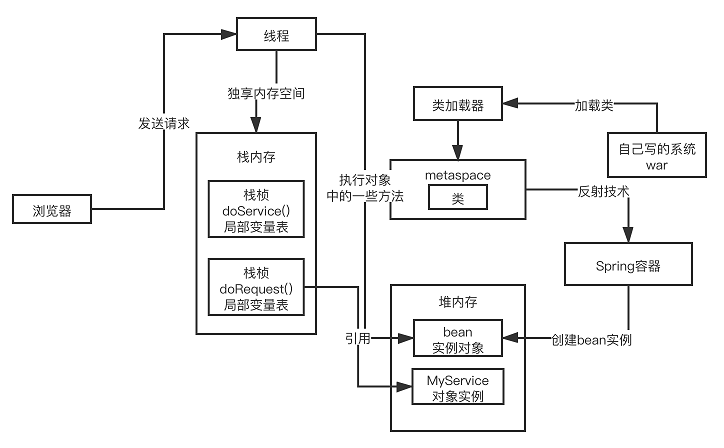 线程
独享内存空间
发送请求
浏览器
栈内存
栈桢
doService()
局部变量表
栈桢
doRequest()
局部变量表
执行对象
中的一些方法
引用
类加载器
加载类
自己写的系统
war
metaspace
类
反射技术
Spring容器
创建bean实例
堆内存
bean
实例对象
MyService
对象实例